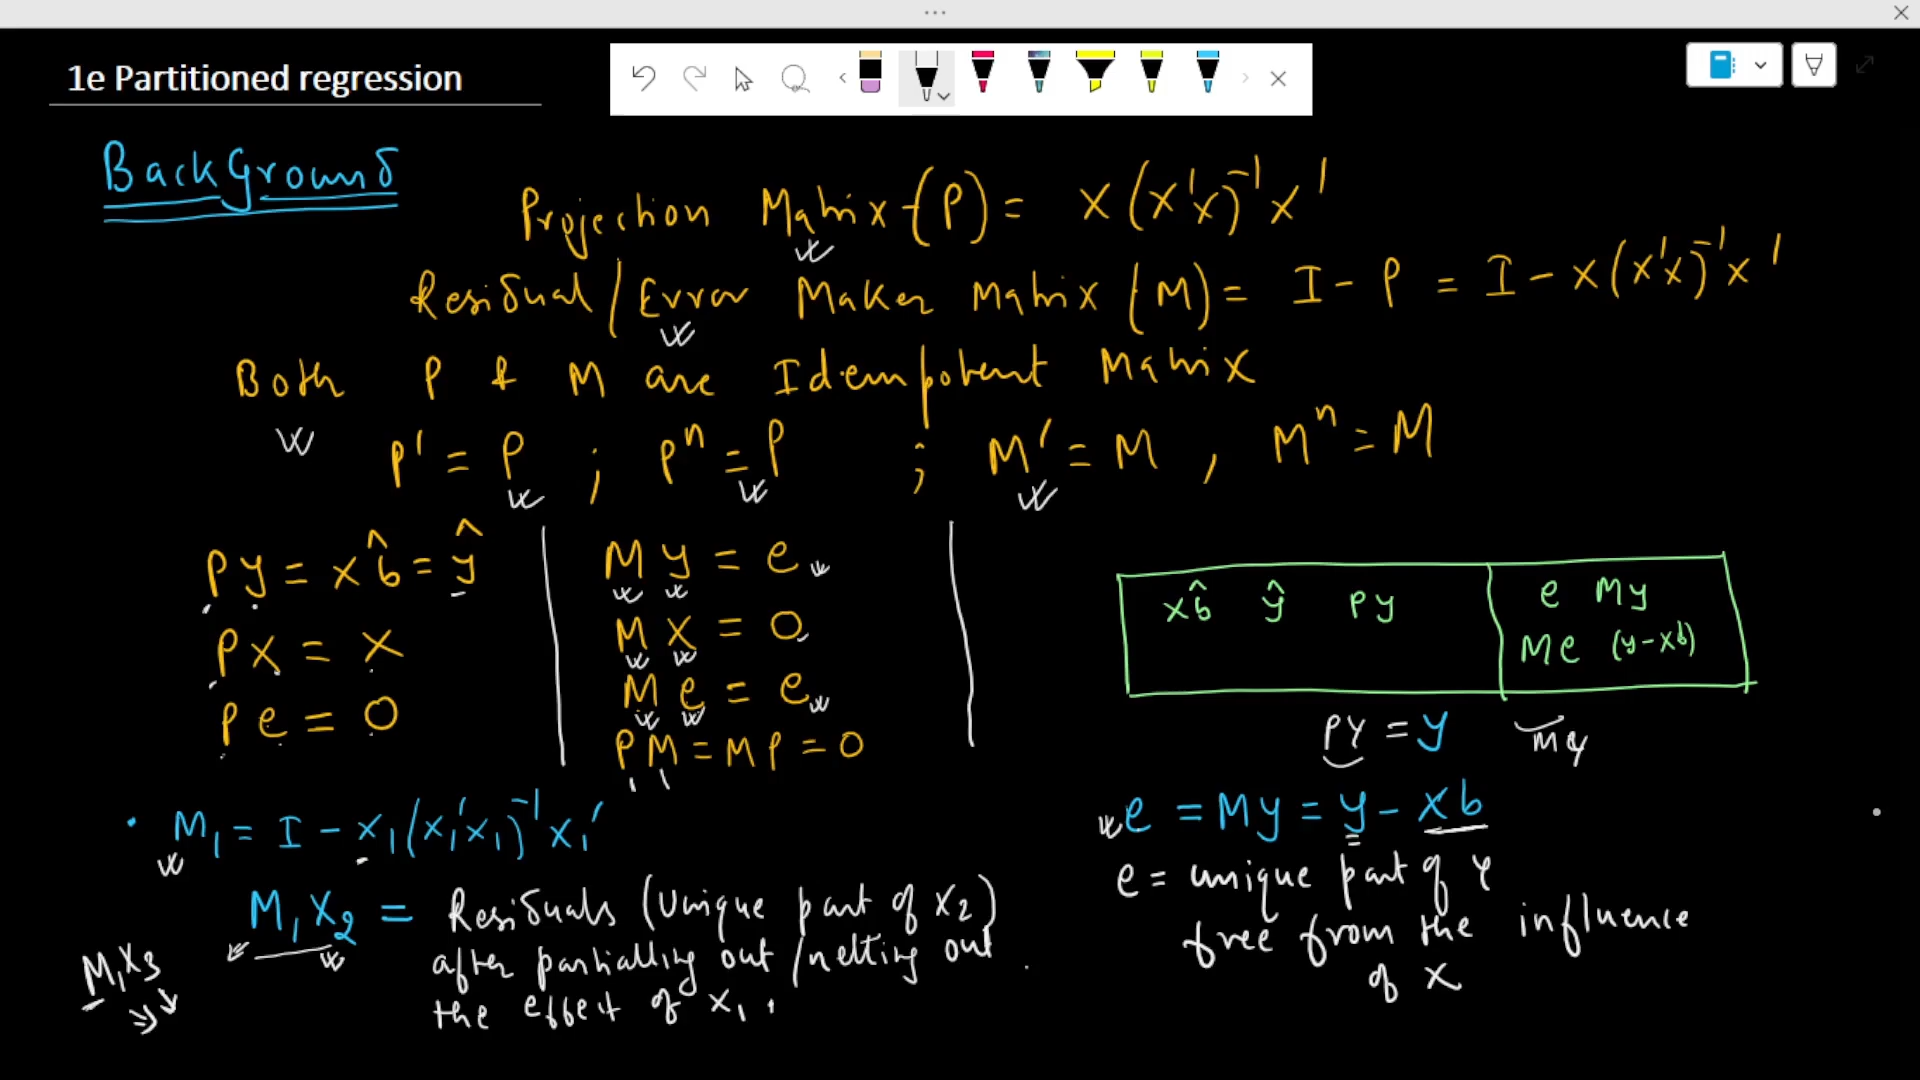 1e Partitioned regression
BackGround
Projection Matrix (P) = X(X'X)⁻¹X'
Residual / Error Maker Matrix (M) = I - P = I - X(X'X)⁻¹X'
Both P & M are Idempotent Matrix
P' = P ; Pⁿ = P ; M' = M , Mⁿ = M
Py = Xb̂ = ŷ
PX = X
Pe = 0
My = e
MX = 0
Me = e
PM = MP = 0
Xb̂ ŷ Py
e My
Me (y-Xb)
PY = y
My
e = My = y - Xb
e = unique part of Y
free from the influence
of X
M₁ = I - X₁(X₁'X₁)⁻¹X₁'
M₁X₂ = Residuals (Unique part of X₂)
after partialling out / netting out
the effect of X₁.
M₁X₃